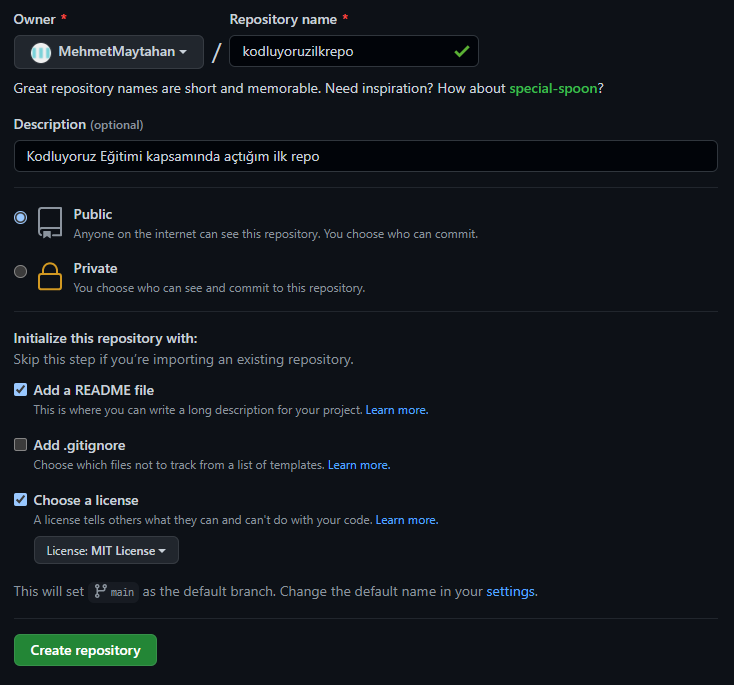 Owner * Repository name *
MehmetMaytahan / kodluyoruzilkrepo
Great repository names are short and memorable. Need inspiration? How about special-spoon?
Description (optional)
Kodluyoruz Eğitimi kapsamında açtığım ilk repo
Public
Anyone on the internet can see this repository. You choose who can commit.
Private
You choose who can see and commit to this repository.
Initialize this repository with:
Skip this step if you're importing an existing repository.
Add a README file
This is where you can write a long description for your project. Learn more.
Add .gitignore
Choose which files not to track from a list of templates. Learn more.
Choose a license
A license tells others what they can and can't do with your code. Learn more.
License: MIT License
This will set main as the default branch. Change the default name in your settings.
Create repository